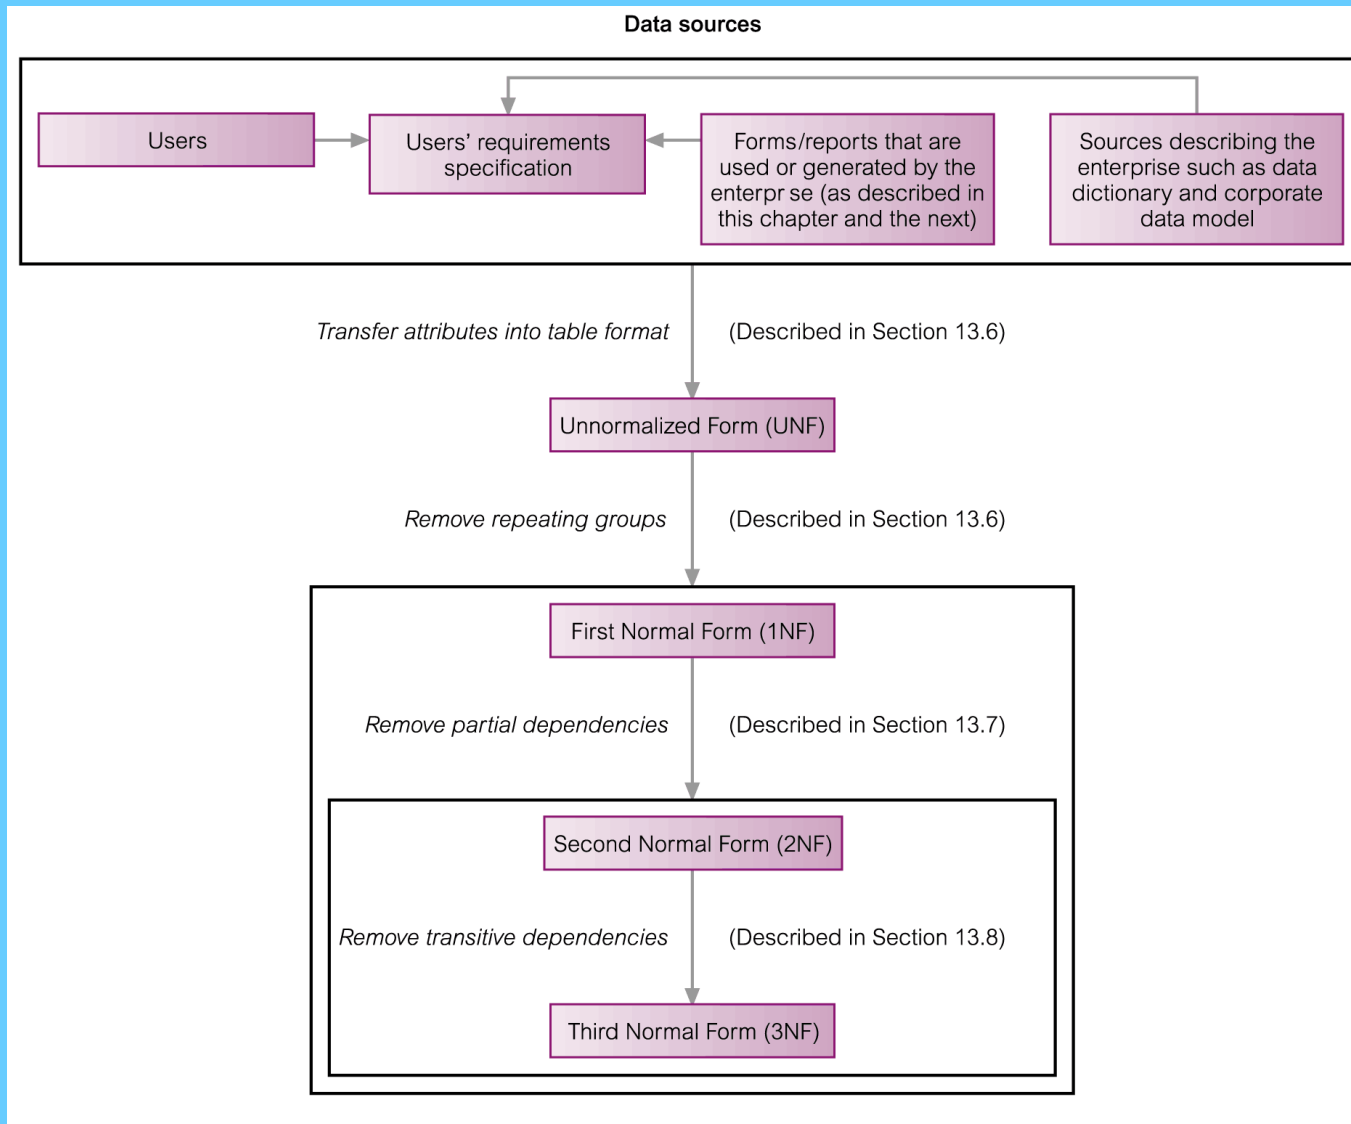 Data sources
Users
Users’ requirements
specification
Forms/reports that are
used or generated by the
enterpr se (as described in
this chapter and the next)
Sources describing the
enterprise such as data
dictionary and corporate
data model
Transfer attributes into table format
(Described in Section 13.6)
Unnormalized Form (UNF)
Remove repeating groups
(Described in Section 13.6)
First Normal Form (1NF)
Remove partial dependencies
(Described in Section 13.7)
Second Normal Form (2NF)
Remove transitive dependencies
(Described in Section 13.8)
Third Normal Form (3NF)